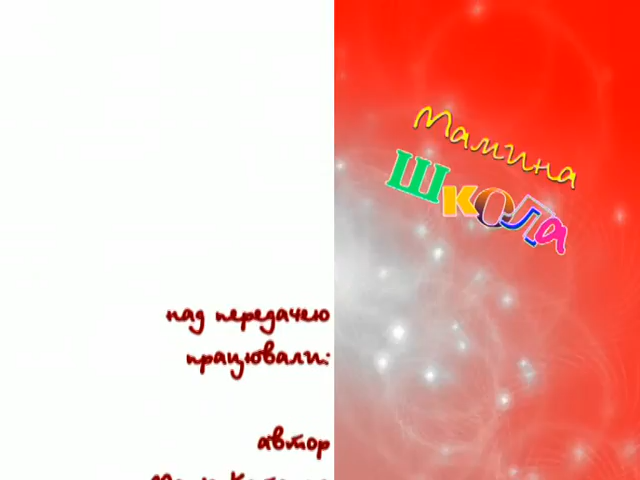 Мамина
школа
над передачею
працювали:
автор